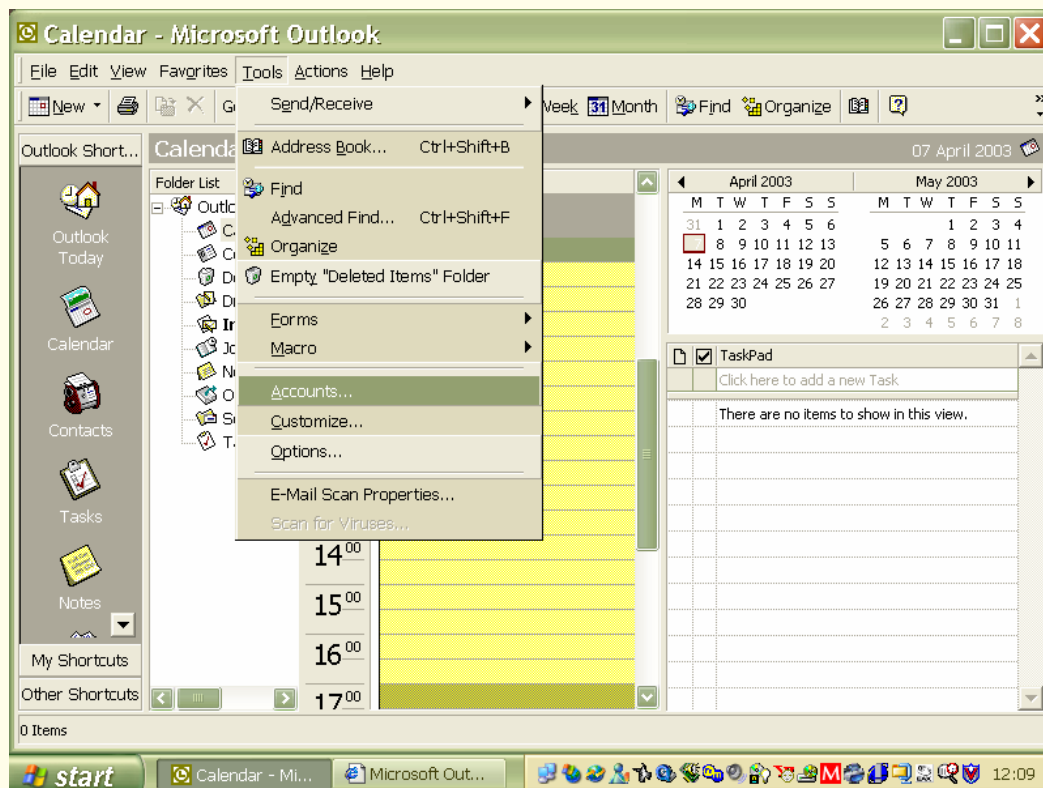 Calendar - Microsoft Outlook
File Edit View Favorites Tools Actions Help
New Week 31 Month Find Organize
Send/Receive
Address Book... Ctrl+Shift+B
Find
Advanced Find... Ctrl+Shift+F
Organize
Empty "Deleted Items" Folder
Forms
Macro
Accounts...
Customize...
Options...
E-Mail Scan Properties...
Scan for Viruses...
Outlook Short...
Outlook Today
Calendar
Contacts
Tasks
Notes
My Shortcuts
Other Shortcuts
Folder List
07 April 2003
April 2003 May 2003
M T W T F S S M T W T F S S
31 1 2 3 4 5 6 1 2 3 4
7 8 9 10 11 12 13 5 6 7 8 9 10 11
14 15 16 17 18 19 20 12 13 14 15 16 17 18
21 22 23 24 25 26 27 19 20 21 22 23 24 25
28 29 30 26 27 28 29 30 31 1
2 3 4 5 6 7 8
TaskPad
Click here to add a new Task
There are no items to show in this view.
14 00
15 00
16 00
17 00
0 Items
start Calendar - Mi... Microsoft Out... M 12:09